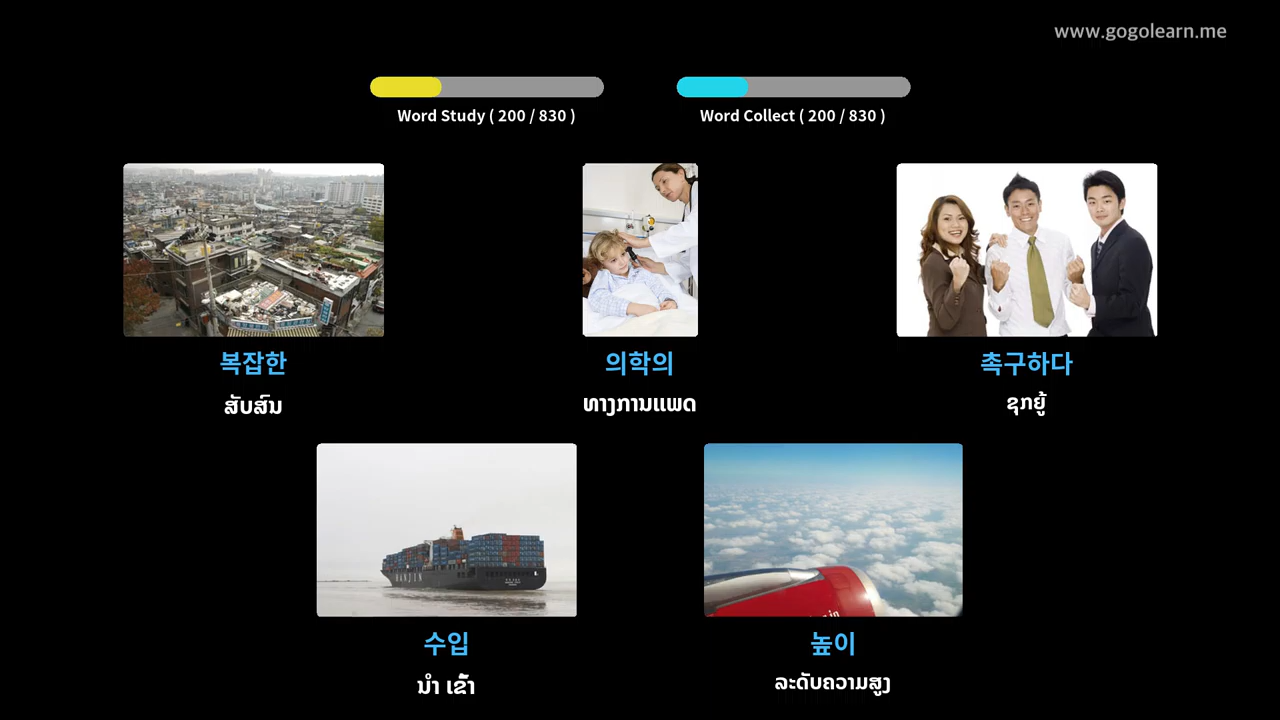 www.gogolearn.me
Word Study ( 200 / 830 )
Word Collect ( 200 / 830 )
복잡한
의학의
촉구하다
ສັບສົນ
ທາງການແພດ
ຊຸກຍູ້
HANJIN
수입
높이
ນຳ ເຂົ້າ
ລະດັບຄວາມສູງ